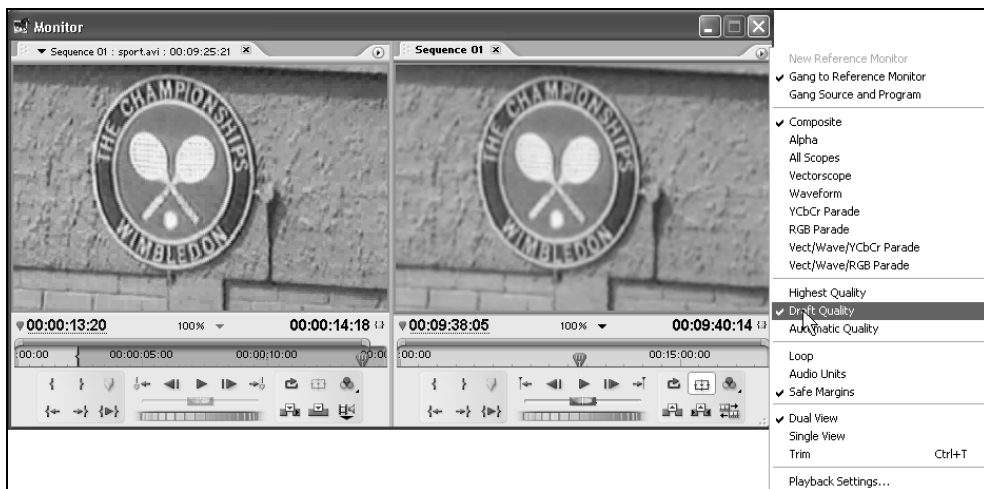 Monitor
Sequence 01 : sport.avi : 00:09:25:21
Sequence 01
THE CHAMPIONSHIPS
WIMBLEDON
THE CHAMPIONSHIPS
WIMBLEDON
00:00:13:20
100%
00:00:14:18
00:09:38:05
100%
00:09:40:14
:00:00
00:00:05:00
00:00:10:00
:00:00
00:15:00:00
New Reference Monitor
Gang to Reference Monitor
Gang Source and Program
Composite
Alpha
All Scopes
Vectorscope
Waveform
YCbCr Parade
RGB Parade
Vect/Wave/YCbCr Parade
Vect/Wave/RGB Parade
Highest Quality
Draft Quality
Automatic Quality
Loop
Audio Units
Safe Margins
Dual View
Single View
Trim Ctrl+T
Playback Settings...